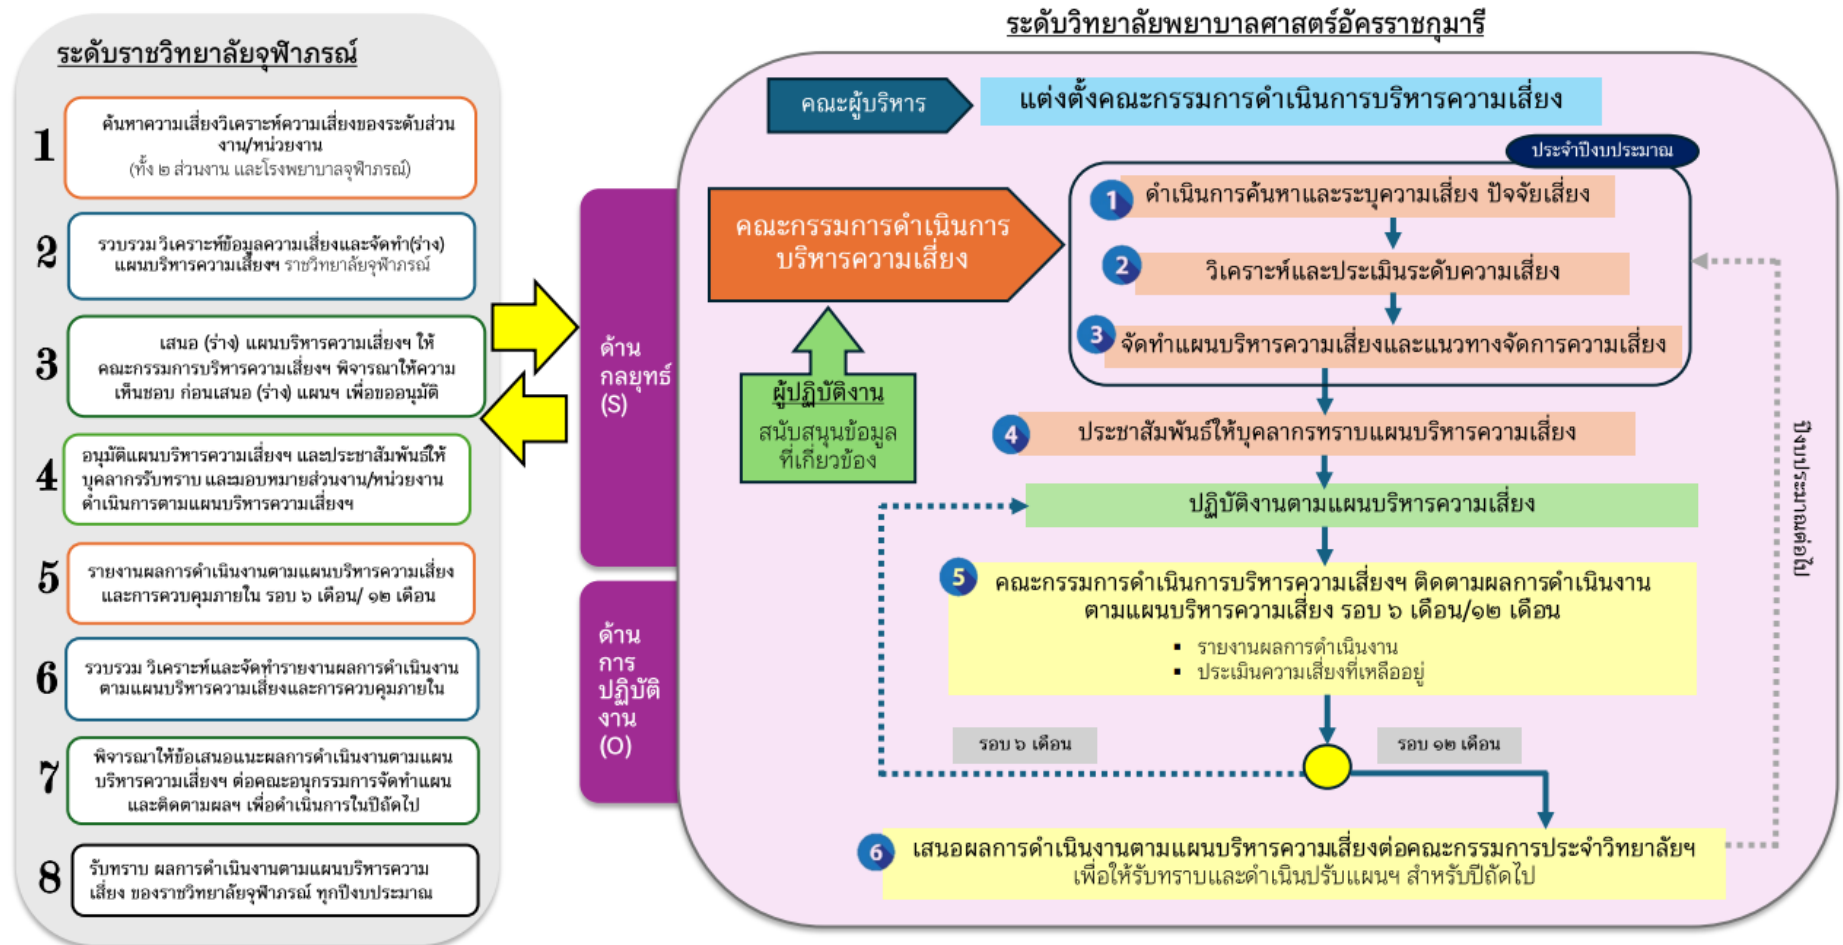 ระดับราชวิทยาลัยจุฬาภรณ์
1
ค้นหาความเสี่ยงวิเคราะห์ความเสี่ยงของระดับส่วน
งาน/หน่วยงาน
(ทั้ง ๒ ส่วนงาน และโรงพยาบาลจุฬาภรณ์)
2
รวบรวม วิเคราะห์ข้อมูลความเสี่ยงและจัดทำ(ร่าง)
แผนบริหารความเสี่ยงฯ ราชวิทยาลัยจุฬาภรณ์
3
เสนอ (ร่าง) แผนบริหารความเสี่ยงฯ ให้
คณะกรรมการบริหารความเสี่ยงฯ พิจารณาให้ความ
เห็นชอบ ก่อนเสนอ (ร่าง) แผนฯ เพื่อขออนุมัติ
4
อนุมัติแผนบริหารความเสี่ยงฯ และประชาสัมพันธ์ให้
บุคลากรรับทราบ และมอบหมายส่วนงาน/หน่วยงาน
ดำเนินการตามแผนบริหารความเสี่ยงฯ
5
รายงานผลการดำเนินงานตามแผนบริหารความเสี่ยง
และการควบคุมภายใน รอบ ๖ เดือน/ ๑๒ เดือน
6
รวบรวม วิเคราะห์และจัดทำรายงานผลการดำเนินงาน
ตามแผนบริหารความเสี่ยงและการควบคุมภายใน
7
พิจารณาให้ข้อเสนอแนะผลการดำเนินงานตามแผน
บริหารความเสี่ยงฯ ต่อคณะอนุกรรมการจัดทำแผน
และติดตามผลฯ เพื่อดำเนินการในปีถัดไป
8
รับทราบ ผลการดำเนินงานตามแผนบริหารความ
เสี่ยง ของราชวิทยาลัยจุฬาภรณ์ ทุกปีงบประมาณ
ด้าน
กลยุทธ์
(S)
ด้าน
การ
ปฏิบัติ
งาน
(O)
ระดับวิทยาลัยพยาบาลศาสตร์อัครราชกุมารี
คณะผู้บริหาร
แต่งตั้งคณะกรรมการดำเนินการบริหารความเสี่ยง
ประจำปีงบประมาณ
คณะกรรมการดำเนินการ
บริหารความเสี่ยง
ผู้ปฏิบัติงาน
สนับสนุนข้อมูล
ที่เกี่ยวข้อง
1 ดำเนินการค้นหาและระบุความเสี่ยง ปัจจัยเสี่ยง
2 วิเคราะห์และประเมินระดับความเสี่ยง
3 จัดทำแผนบริหารความเสี่ยงและแนวทางจัดการความเสี่ยง
4 ประชาสัมพันธ์ให้บุคลากรทราบแผนบริหารความเสี่ยง
ปฏิบัติงานตามแผนบริหารความเสี่ยง
5 คณะกรรมการดำเนินการบริหารความเสี่ยงฯ ติดตามผลการดำเนินงาน
ตามแผนบริหารความเสี่ยง รอบ ๖ เดือน/๑๒ เดือน
▪ รายงานผลการดำเนินงาน
▪ ประเมินความเสี่ยงที่เหลืออยู่
รอบ ๖ เดือน
รอบ ๑๒ เดือน
6 เสนอผลการดำเนินงานตามแผนบริหารความเสี่ยงต่อคณะกรรมการประจำวิทยาลัยฯ
เพื่อให้รับทราบและดำเนินปรับแผนฯ สำหรับปีถัดไป
ปีงบประมาณต่อไป